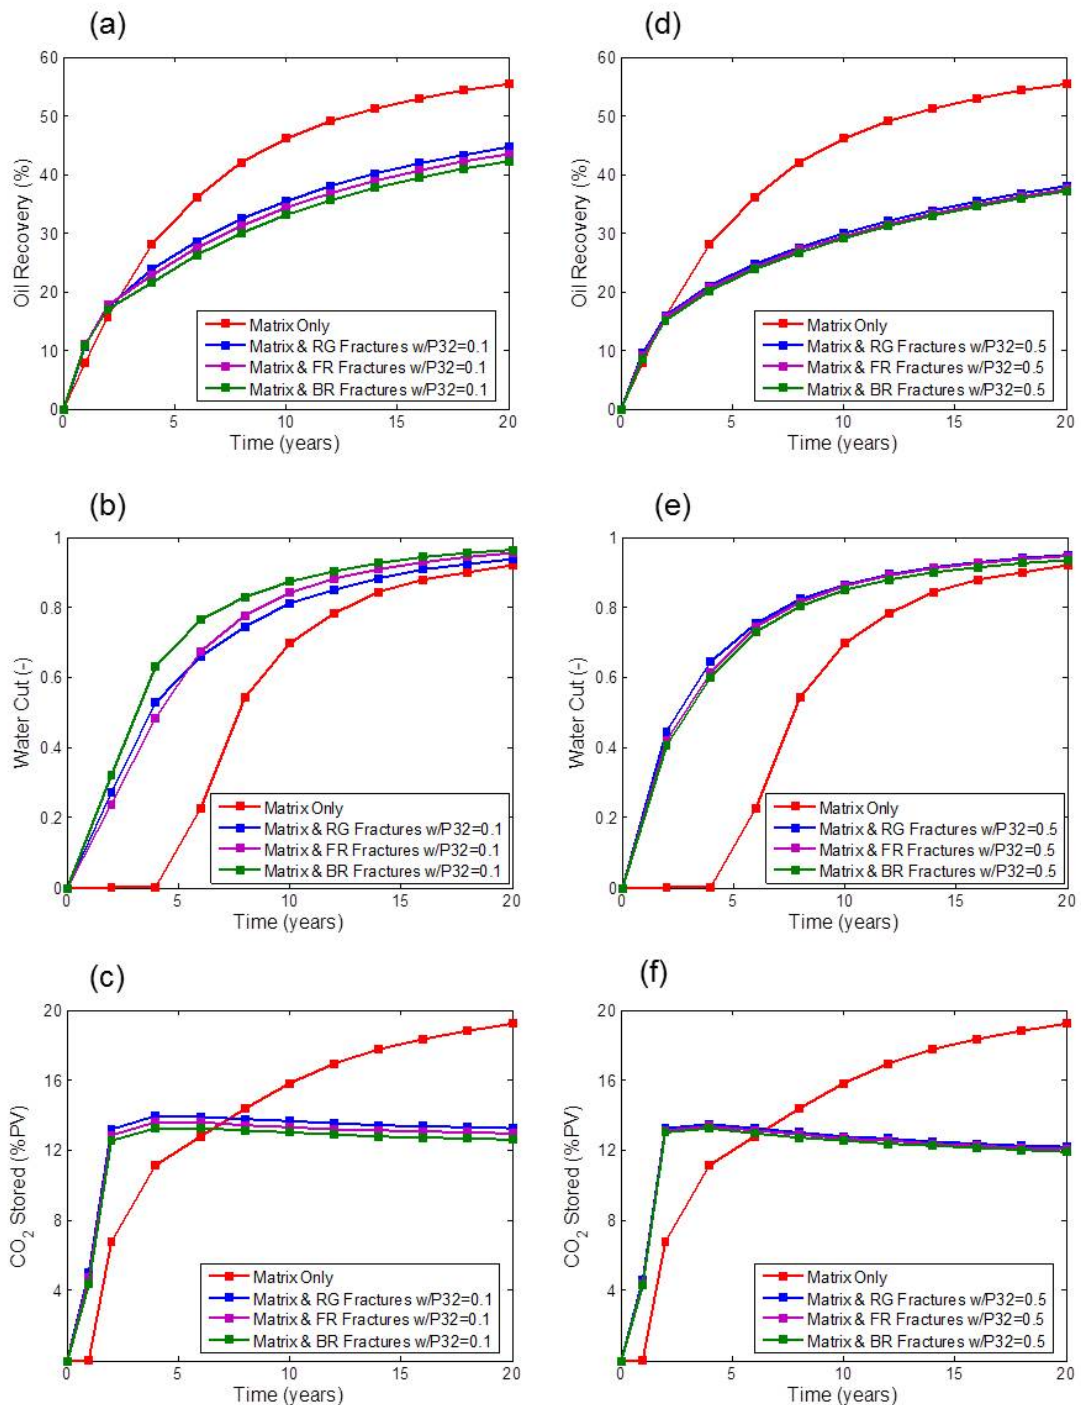 (a)
60
50
40
30
20
10
0
Oil Recovery (%)
Matrix Only
Matrix & RG Fractures w/P32=0.1
Matrix & FR Fractures w/P32=0.1
Matrix & BR Fractures w/P32=0.1
0 5 10 15 20
Time (years)
(d)
60
50
40
30
20
10
0
Oil Recovery (%)
Matrix Only
Matrix & RG Fractures w/P32=0.5
Matrix & FR Fractures w/P32=0.5
Matrix & BR Fractures w/P32=0.5
0 5 10 15 20
Time (years)
(b)
1
0.8
0.6
0.4
0.2
0
Water Cut (-)
Matrix Only
Matrix & RG Fractures w/P32=0.1
Matrix & FR Fractures w/P32=0.1
Matrix & BR Fractures w/P32=0.1
0 5 10 15 20
Time (years)
(e)
1
0.8
0.6
0.4
0.2
0
Water Cut (-)
Matrix Only
Matrix & RG Fractures w/P32=0.5
Matrix & FR Fractures w/P32=0.5
Matrix & BR Fractures w/P32=0.5
0 5 10 15 20
Time (years)
(c)
20
16
12
8
4
CO₂ Stored (%PV)
Matrix Only
Matrix & RG Fractures w/P32=0.1
Matrix & FR Fractures w/P32=0.1
Matrix & BR Fractures w/P32=0.1
0 5 10 15 20
Time (years)
(f)
20
16
12
8
4
CO₂ Stored (%PV)
Matrix Only
Matrix & RG Fractures w/P32=0.5
Matrix & FR Fractures w/P32=0.5
Matrix & BR Fractures w/P32=0.5
0 5 10 15 20
Time (years)